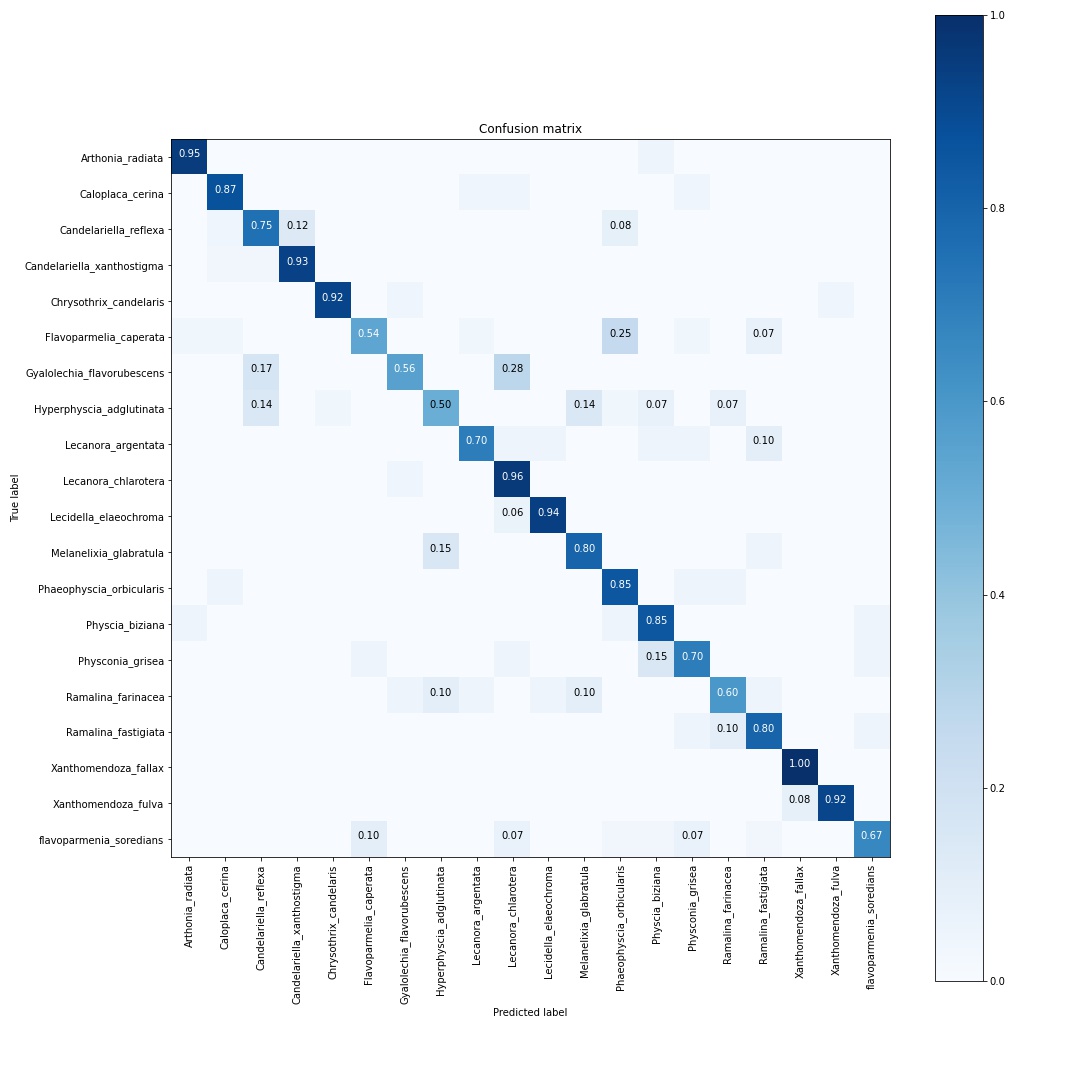 Confusion matrix
1.0
0.8
0.6
0.4
0.2
0.0
True label
Arthonia_radiata 0.95
Caloplaca_cerina 0.87
Candelariella_reflexa 0.75 0.12 0.08
Candelariella_xanthostigma 0.93
Chrysothrix_candelaris 0.92
Flavoparmelia_caperata 0.54 0.25 0.07
Gyalolechia_flavorubescens 0.17 0.56 0.28
Hyperphyscia_adglutinata 0.14 0.50 0.14 0.07 0.07
Lecanora_argentata 0.70 0.10
Lecanora_chlarotera 0.96
Lecidella_elaeochroma 0.06 0.94
Melanelixia_glabratula 0.15 0.80
Phaeophyscia_orbicularis 0.85
Physcia_biziana 0.85
Physconia_grisea 0.15 0.70
Ramalina_farinacea 0.10 0.10 0.60
Ramalina_fastigiata 0.10 0.80
Xanthomendoza_fallax 1.00
Xanthomendoza_fulva 0.08 0.92
flavoparmenia_soredians 0.10 0.07 0.07 0.67
Arthonia_radiata
Caloplaca_cerina
Candelariella_reflexa
Candelariella_xanthostigma
Chrysothrix_candelaris
Flavoparmelia_caperata
Gyalolechia_flavorubescens
Hyperphyscia_adglutinata
Lecanora_argentata
Lecanora_chlarotera
Lecidella_elaeochroma
Melanelixia_glabratula
Phaeophyscia_orbicularis
Physcia_biziana
Physconia_grisea
Ramalina_farinacea
Ramalina_fastigiata
Xanthomendoza_fallax
Xanthomendoza_fulva
flavoparmenia_soredians
Predicted label